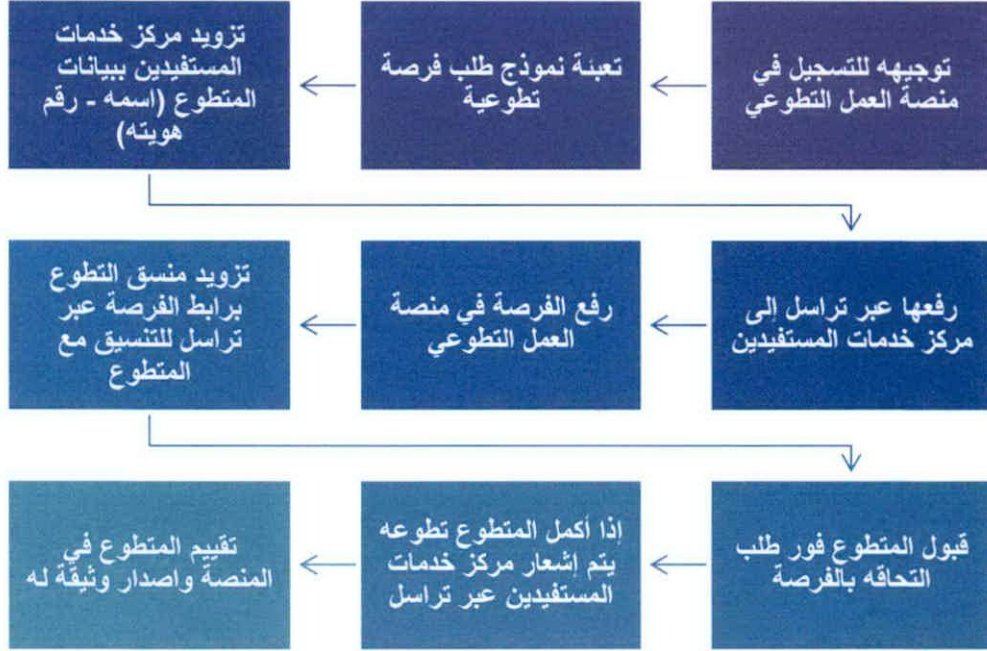 توجيهه للتسجيل في
منصة العمل التطوعي
تعبئة نموذج طلب فرصة
تطوعية
تزويد مركز خدمات
المستفيدين ببيانات
المتطوع (اسمه - رقم
هويته)
رفعها عبر تراسل إلى
مركز خدمات المستفيدين
رفع الفرصة في منصة
العمل التطوعي
تزويد منسق التطوع
برابط الفرصة عبر
تراسل للتنسيق مع
المتطوع
قبول المتطوع فور طلب
التحاقه بالفرصة
إذا أكمل المتطوع تطوعه
يتم إشعار مركز خدمات
المستفيدين عبر تراسل
تقييم المتطوع في
المنصة واصدار وثيقة له